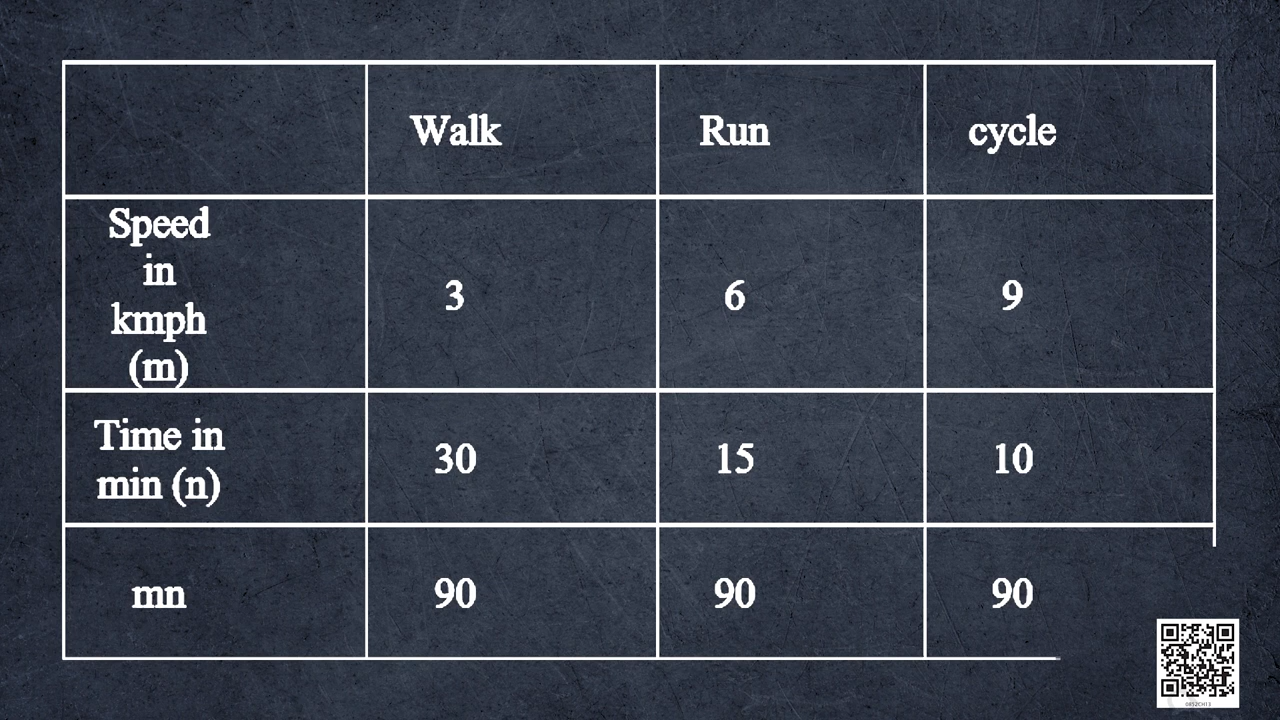 Walk Run cycle
Speed
in
kmph
(m)
3 6 9
Time in
min (n)
30 15 10
mn 90 90 90
0852CH13